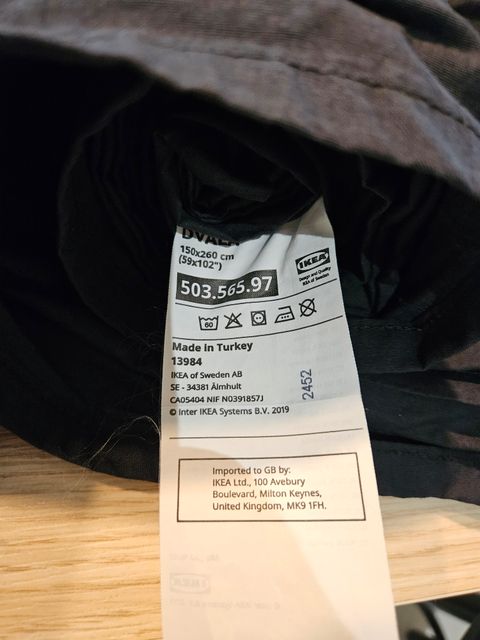 DVALA
150x260 cm
(59x102")
IKEA
Design and Quality
IKEA of Sweden
503.565.97
60
Made in Turkey
13984
IKEA of Sweden AB
SE - 34381 Älmhult
CA05404 NIF N0391857J
© Inter IKEA Systems B.V. 2019
2452
Imported to GB by:
IKEA Ltd., 100 Avebury
Boulevard, Milton Keynes,
United Kingdom, MK9 1FH.